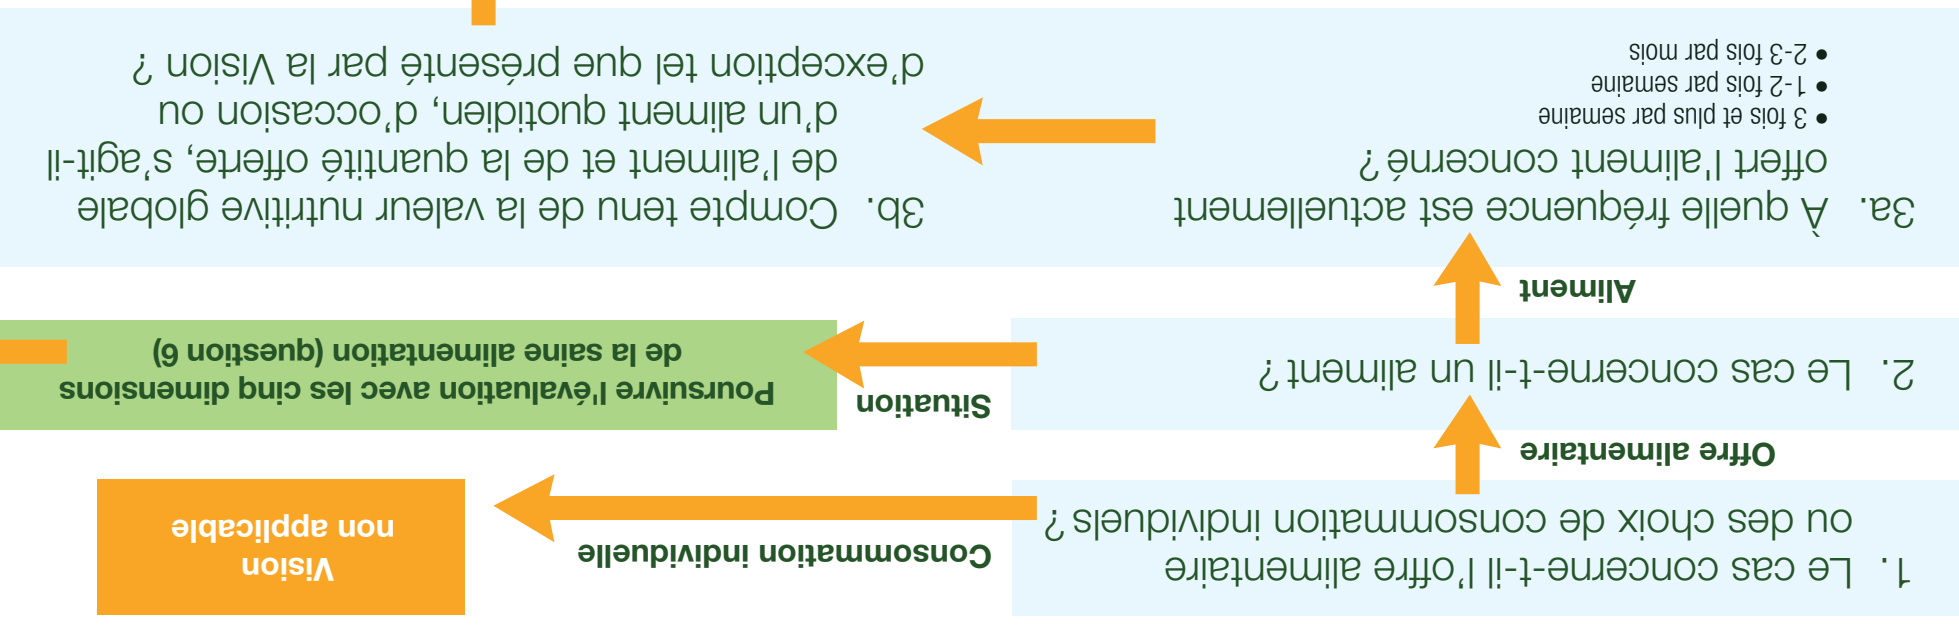 1. Le cas concerne-t-il l’offre alimentaire
ou des choix de consommation individuels ?
Consommation individuelle
Vision
non applicable
Offre alimentaire
2. Le cas concerne-t-il un aliment ?
Situation
Poursuivre l'évaluation avec les cinq dimensions
de la saine alimentation (question 6)
Aliment
3a. À quelle fréquence est actuellement
offert l'aliment concerné ?
• 3 fois et plus par semaine
• 1-2 fois par semaine
• 2-3 fois par mois
3b. Compte tenu de la valeur nutritive globale
de l’aliment et de la quantité offerte, s’agit-il
d’un aliment quotidien, d’occasion ou
d’exception tel que présenté par la Vision ?